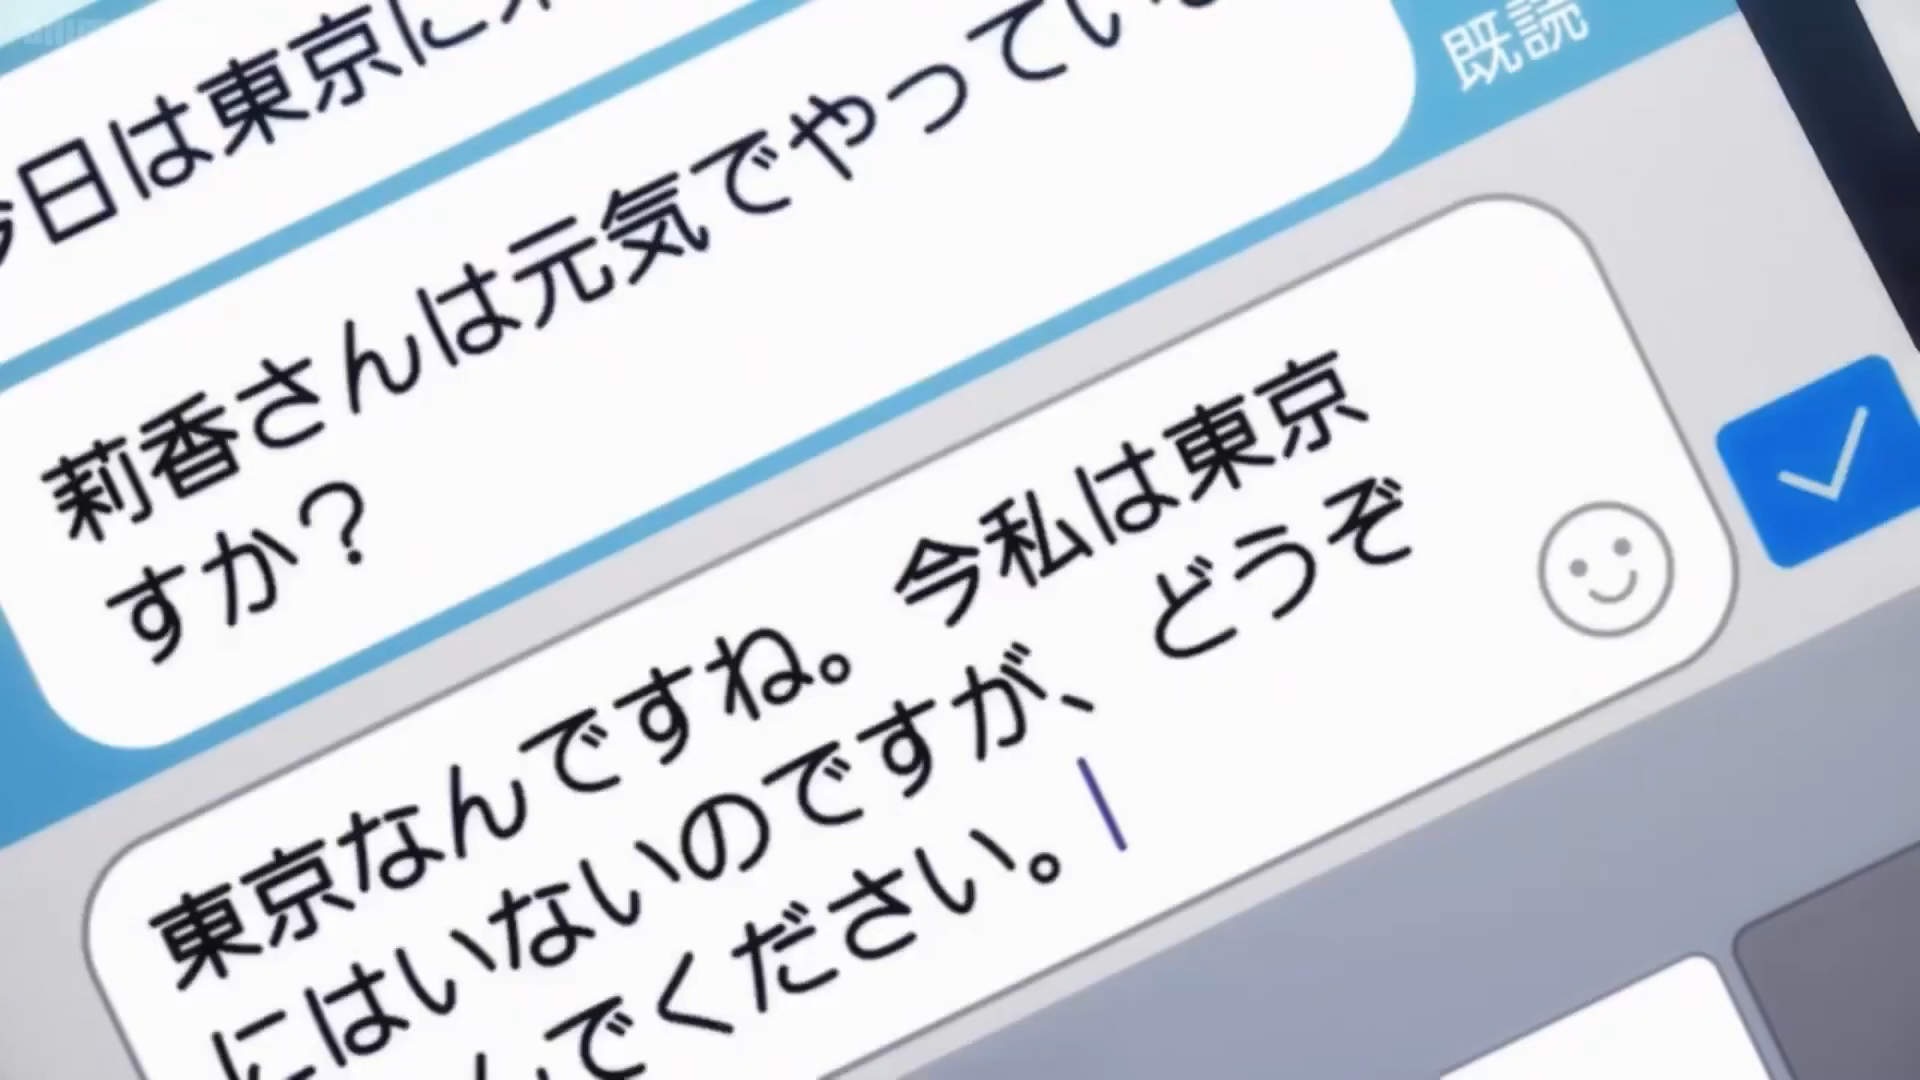 今日は東京に
既読
莉香さんは元気でやってい
すか？
東京なんですね。今私は東京
にはいないのですが、どうぞ
んでください。